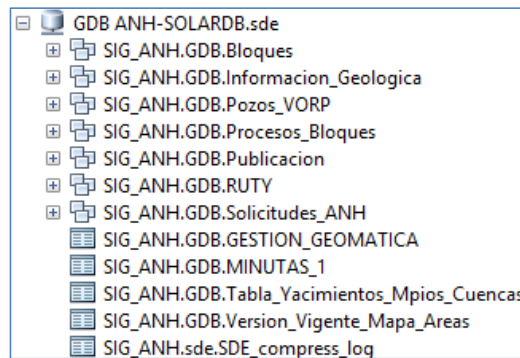 GDB ANH-SOLARDB.sde
SIG_ANH.GDB.Bloques
SIG_ANH.GDB.Informacion_Geologica
SIG_ANH.GDB.Pozos_VORP
SIG_ANH.GDB.Procesos_Bloques
SIG_ANH.GDB.Publicacion
SIG_ANH.GDB.RUTY
SIG_ANH.GDB.Solicitudes_ANH
SIG_ANH.GDB.GESTION_GEOMATICA
SIG_ANH.GDB.MINUTAS_1
SIG_ANH.GDB.Tabla_Yacimientos_Mpios_Cuencas
SIG_ANH.GDB.Version_Vigente_Mapa_Areas
SIG_ANH.sde.SDE_compress_log